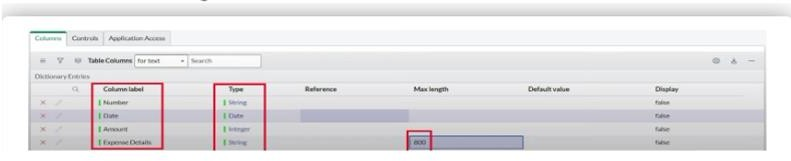 Columns Controls Application Access
Table Columns for text Search
Dictionary Entries
Column label Type Reference Max length Default value Display
Number String false
Date Date false
Amount Integer false
Expense Details String 800 false